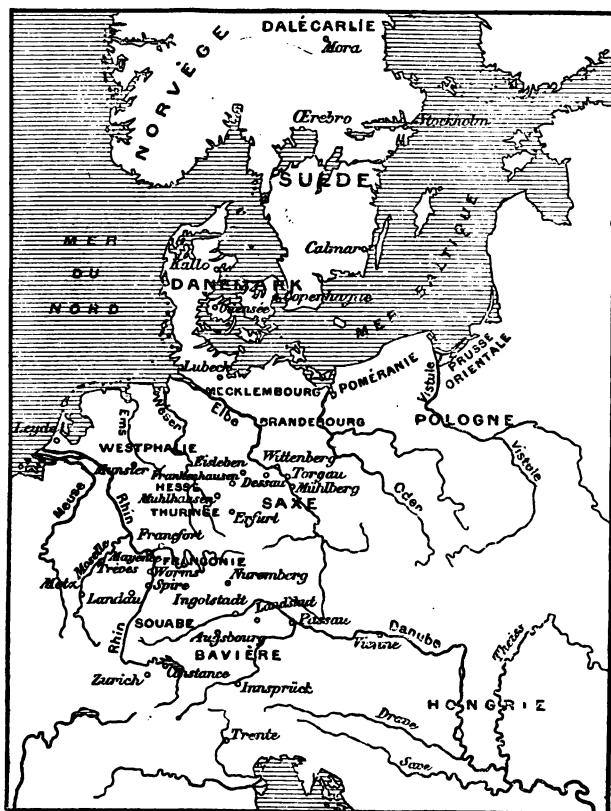 DALÉCARLIE
Mora
NORVÈGE
Œrebro
Stockholm
SUÈDE
MER
DU
NORD
Calmar
MER BALTIQUE
Kallo
DANEMARK
Copenhague
Odensée
PRUSSE
ORIENTALE
Lubeck
MECKLEMBOURG
POMÉRANIE
Vistule
Ems
Weser
Elbe
BRANDEBOURG
POLOGNE
Leyde
WESTPHALIE
Munster
Eisleben
Wittenberg
Vistule
Frankenhausen
Dessau
Torgau
HESSE
Mühlberg
Oder
Meuse
Rhin
Muhlhausen
SAXE
THURINGE
Erfurt
Francfort
Moselle
Mayence
FRANCONIE
Trèves
Worms
Metz
Spire
Nuremberg
Landau
Ingolstadt
Landshut
SOUABE
Passau
Danube
Theiss
Rhin
Augsbourg
Vienne
BAVIÈRE
Zurich
Constance
Innsprück
HONGRIE
Drave
Trente
Save